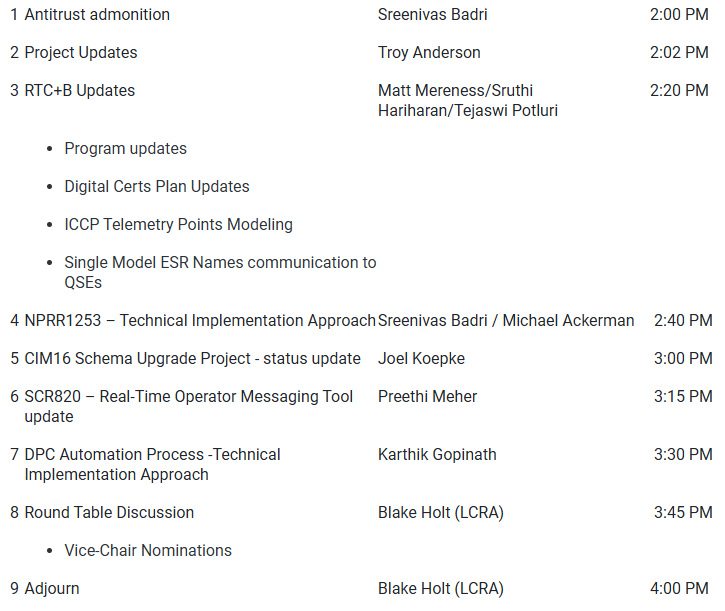 1 Antitrust admonition Sreenivas Badri 2:00 PM
2 Project Updates Troy Anderson 2:02 PM
3 RTC+B Updates Matt Mereness/Sruthi 2:20 PM
Hariharan/Tejaswi Potluri
• Program updates
• Digital Certs Plan Updates
• ICCP Telemetry Points Modeling
• Single Model ESR Names communication to
QSEs
4 NPRR1253 – Technical Implementation Approach Sreenivas Badri / Michael Ackerman 2:40 PM
5 CIM16 Schema Upgrade Project - status update Joel Koepke 3:00 PM
6 SCR820 – Real-Time Operator Messaging Tool Preethi Meher 3:15 PM
update
7 DPC Automation Process -Technical Karthik Gopinath 3:30 PM
Implementation Approach
8 Round Table Discussion Blake Holt (LCRA) 3:45 PM
• Vice-Chair Nominations
9 Adjourn Blake Holt (LCRA) 4:00 PM